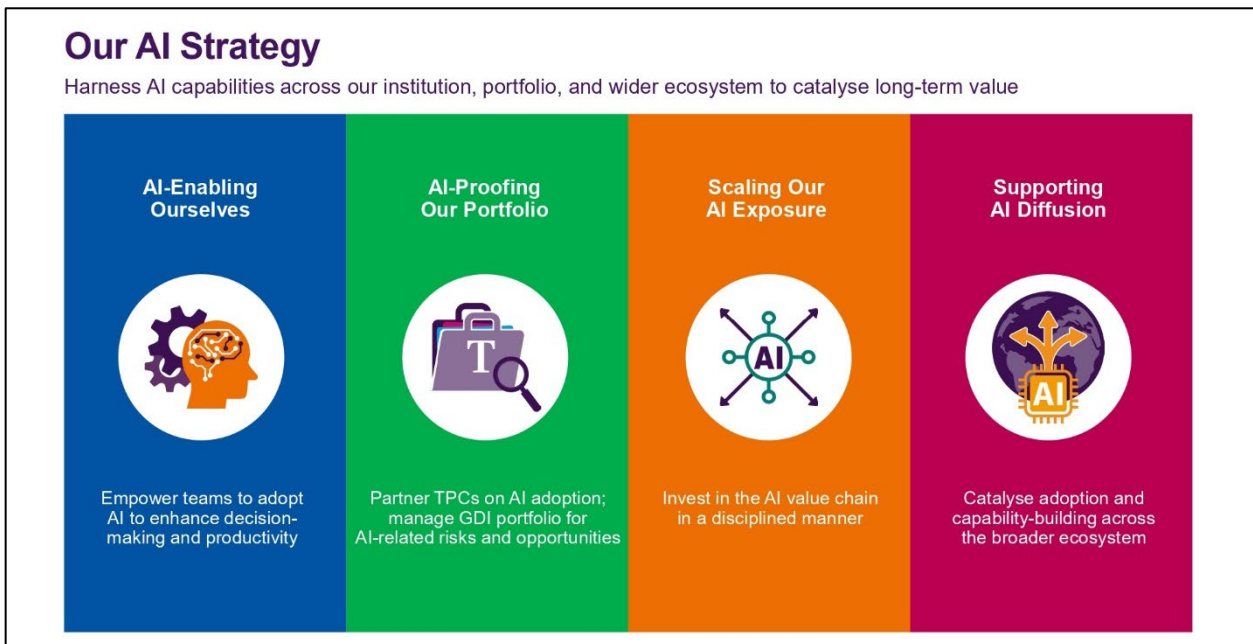 Our AI Strategy
Harness AI capabilities across our institution, portfolio, and wider ecosystem to catalyse long-term value
AI-Enabling
Ourselves
Empower teams to adopt
AI to enhance decision-
making and productivity
AI-Proofing
Our Portfolio
T
Partner TPCs on AI adoption;
manage GDI portfolio for
AI-related risks and opportunities
Scaling Our
AI Exposure
AI
Invest in the AI value chain
in a disciplined manner
Supporting
AI Diffusion
AI
Catalyse adoption and
capability-building across
the broader ecosystem